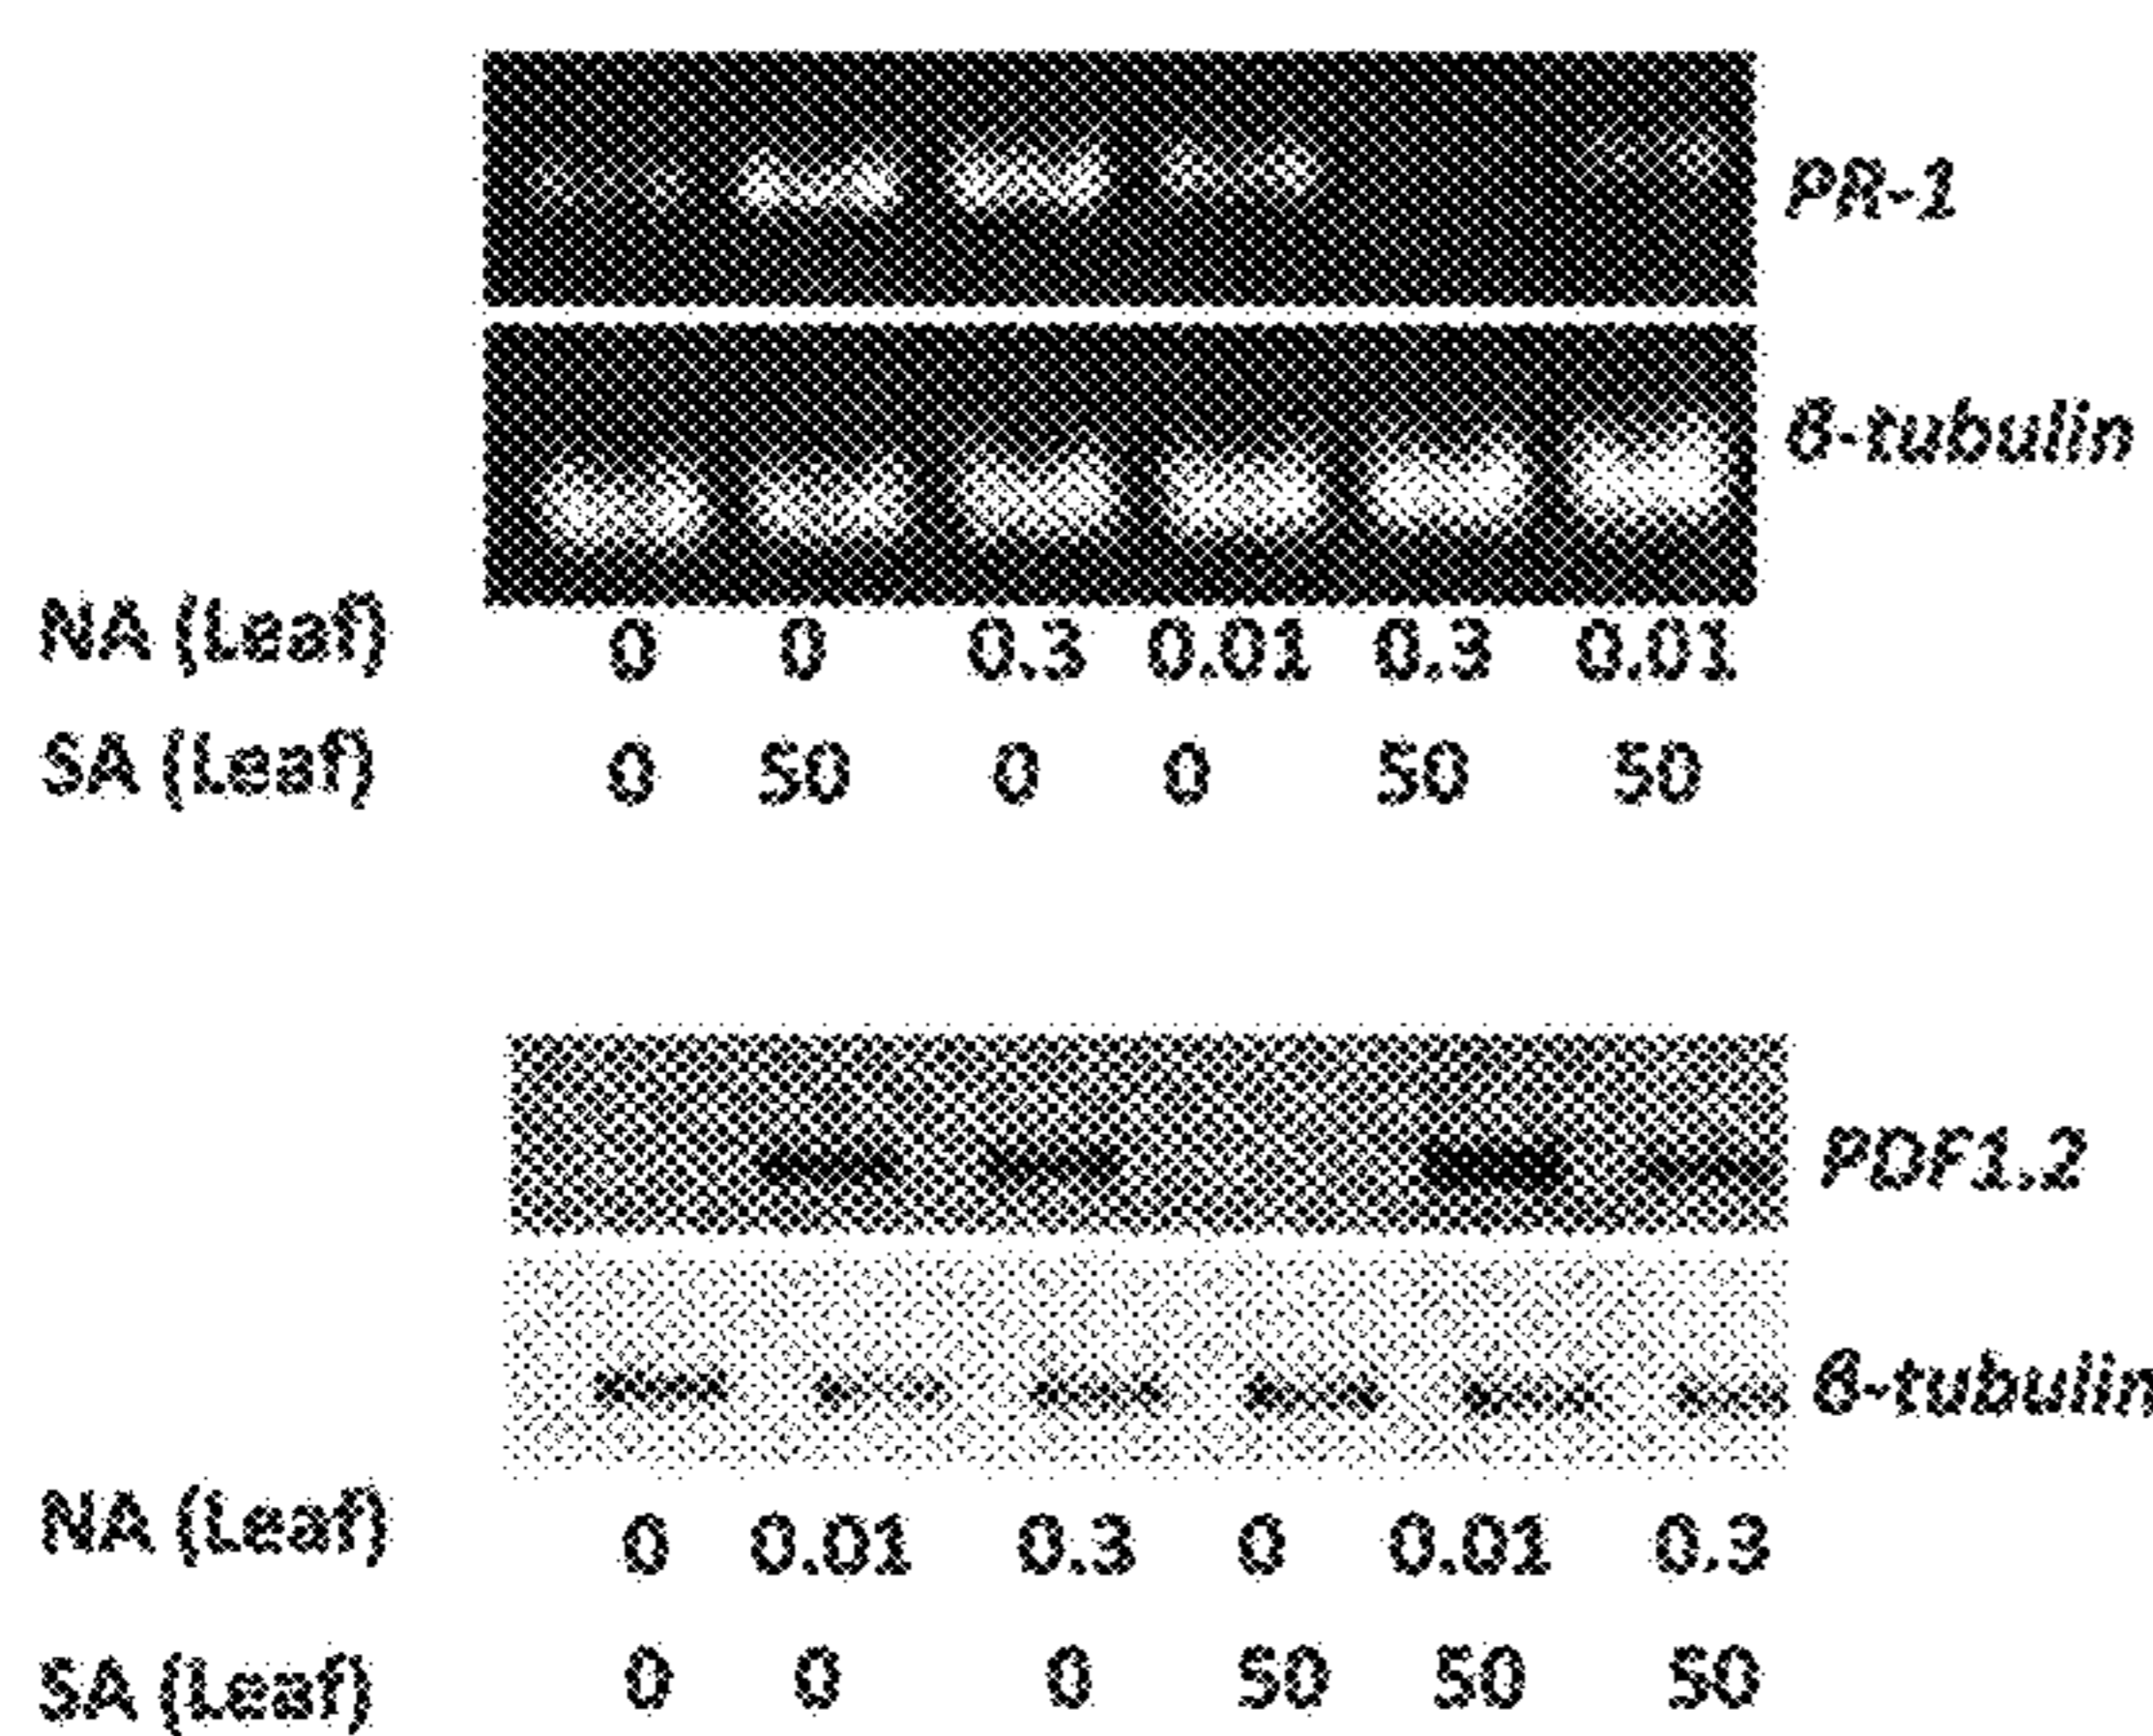 PR-1
β-tubulin
NA (Leaf) 0 0 0.3 0.01 0.3 0.01
SA (Leaf) 0 50 0 0 50 50
PDF1.2
β-tubulin
NA (Leaf) 0 0.01 0.3 0 0.01 0.3
SA (Leaf) 0 0 0 50 50 50